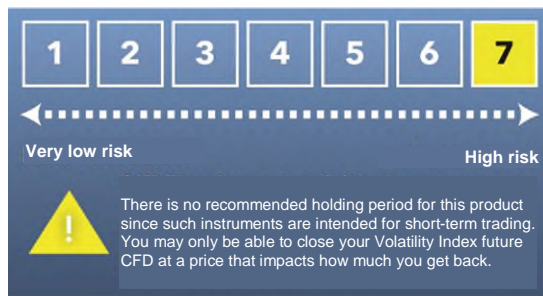 1 2 3 4 5 6 7
Very low risk High risk
!
There is no recommended holding period for this product
since such instruments are intended for short-term trading.
You may only be able to close your Volatility Index future
CFD at a price that impacts how much you get back.